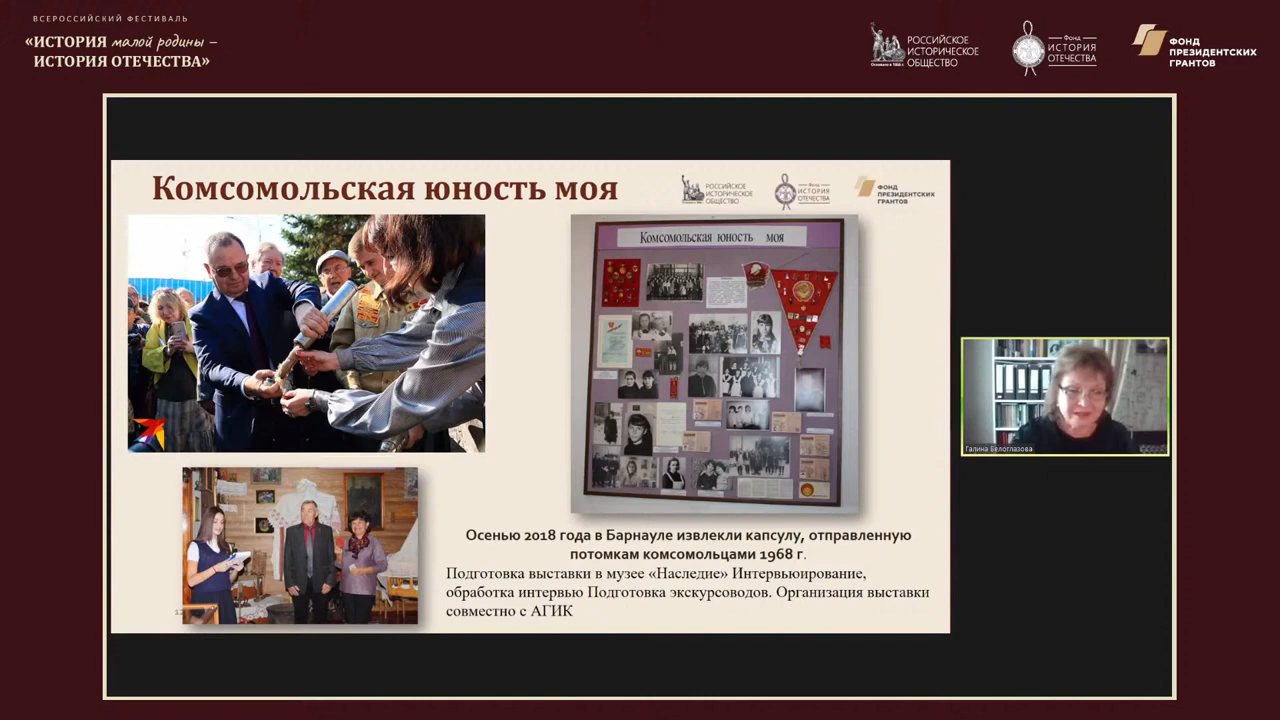 ВСЕРОССИЙСКИЙ ФЕСТИВАЛЬ
«ИСТОРИЯ малой родины –
ИСТОРИЯ ОТЕЧЕСТВА»
РОССИЙСКОЕ
ИСТОРИЧЕСКОЕ
ОБЩЕСТВО
Основано в 1866 г
Фонд
ИСТОРИЯ
ОТЕЧЕСТВА
ФОНД
ПРЕЗИДЕНТСКИХ
ГРАНТОВ
Комсомольская юность моя
РОССИЙСКОЕ
ИСТОРИЧЕСКОЕ
ОБЩЕСТВО
Фонд
ИСТОРИЯ
ОТЕЧЕСТВА
ФОНД
ПРЕЗИДЕНТСКИХ
ГРАНТОВ
Комсомольская юность моя
Галина Белоглазова
Осенью 2018 года в Барнауле извлекли капсулу, отправленную
потомкам комсомольцами 1968 г.
Подготовка выставки в музее «Наследие» Интервьюирование,
обработка интервью Подготовка экскурсоводов. Организация выставки
совместно с АГИК